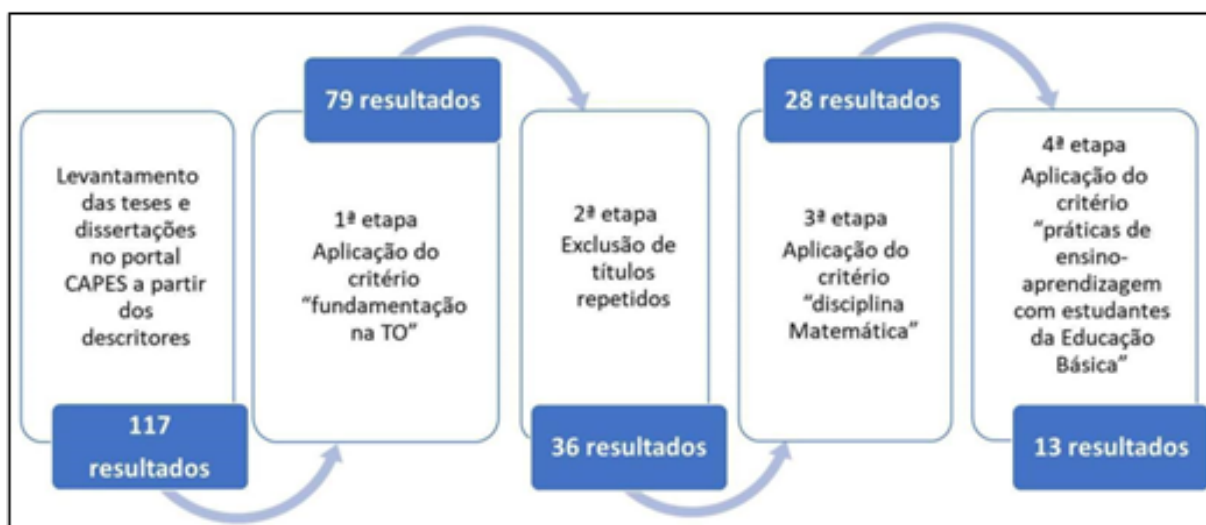 Levantamento
das teses e
dissertações
no portal
CAPES a partir
dos
descritores
117
resultados
79 resultados
1ª etapa
Aplicação do
critério
“fundamentação
na TO”
2ª etapa
Exclusão de
títulos
repetidos
36 resultados
28 resultados
3ª etapa
Aplicação do
critério
“disciplina
Matemática”
4ª etapa
Aplicação do
critério
“práticas de
ensino-
aprendizagem
com estudantes
da Educação
Básica”
13 resultados